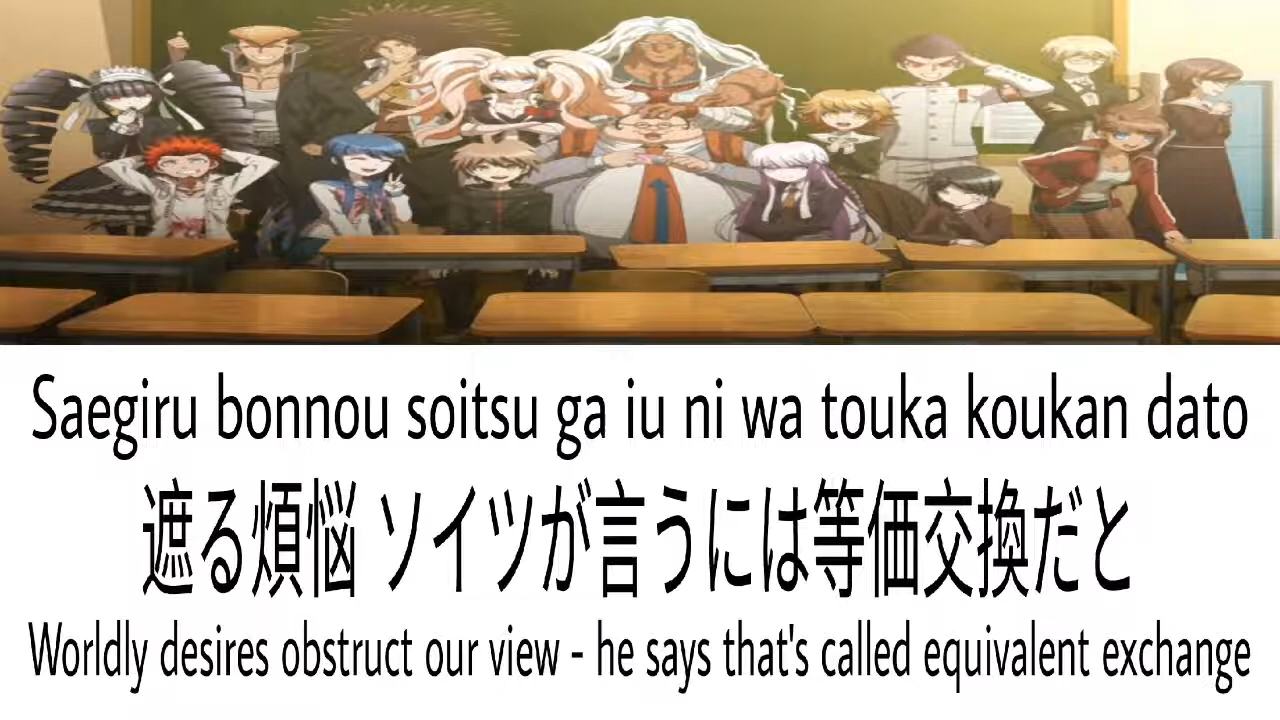 Saegiru bonnou soitsu ga iu ni wa touka koukan dato
遮る煩悩 ソイツが言うには等価交換だと
Worldly desires obstruct our view - he says that's called equivalent exchange